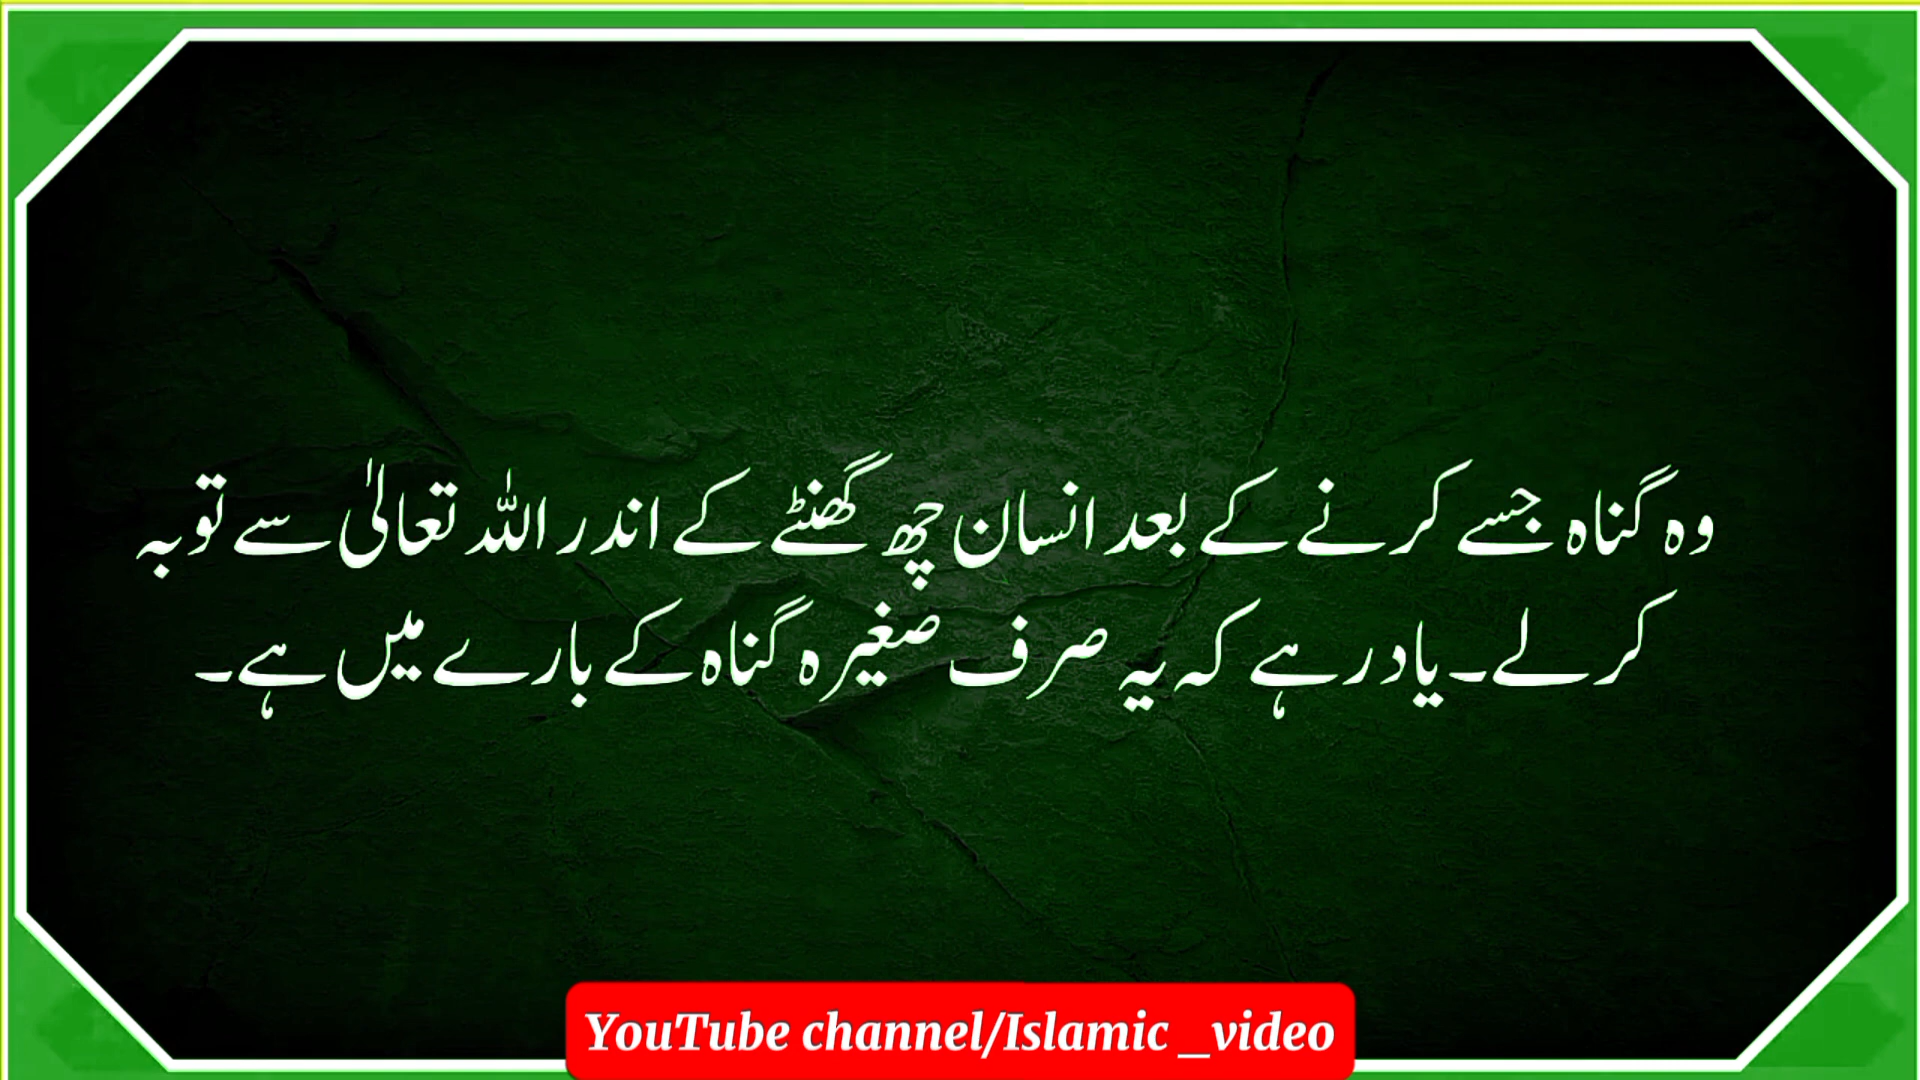 وہ گناہ جسے کرنے کے بعد انسان چھ گھنٹے کے اندر اللہ تعالیٰ سے توبہ
کرلے۔ یاد رہے کہ یہ صرف صغیرہ گناہ کے بارے میں ہے۔
YouTube channel/Islamic _video